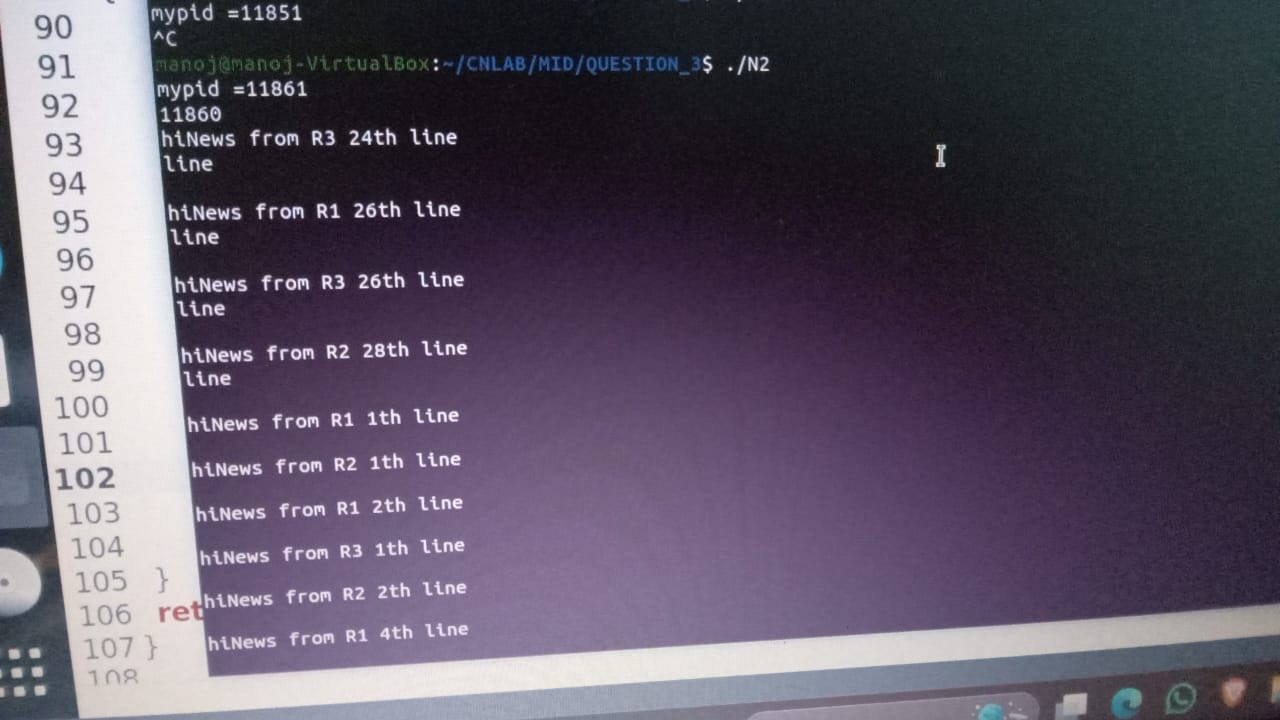 90
91
92
93
94
95
96
97
98
99
100
101
102
103
104
105 }
106 ret
107 }
108
mypid =11851
^C
manoj@manoj-VirtualBox:~/CNLAB/MID/QUESTION_3$ ./N2
mypid =11861
11860
hiNews from R3 24th line
line
hiNews from R1 26th line
line
hiNews from R3 26th line
line
hiNews from R2 28th line
line
hiNews from R1 1th line
hiNews from R2 1th line
hiNews from R1 2th line
hiNews from R3 1th line
hiNews from R2 2th line
hiNews from R1 4th line